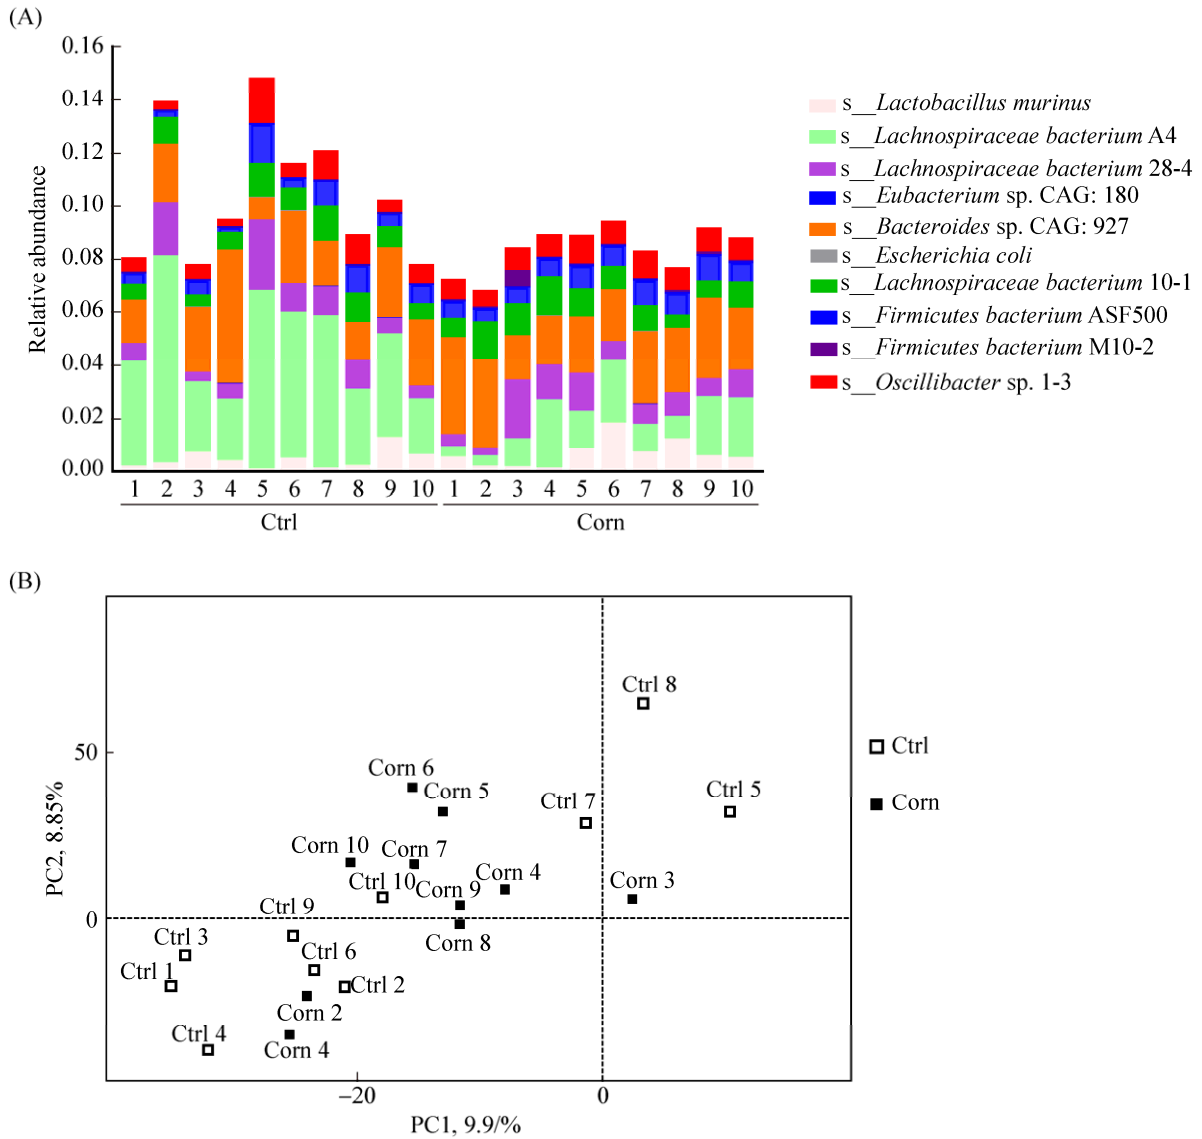 (A)
0.16
0.14
0.12
0.10
0.08
0.06
0.04
0.02
0.00
Relative abundance
1 2 3 4 5 6 7 8 9 10 1 2 3 4 5 6 7 8 9 10
Ctrl Corn
s__Lactobacillus murinus
s__Lachnospiraceae bacterium A4
s__Lachnospiraceae bacterium 28-4
s__Eubacterium sp. CAG: 180
s__Bacteroides sp. CAG: 927
s__Escherichia coli
s__Lachnospiraceae bacterium 10-1
s__Firmicutes bacterium ASF500
s__Firmicutes bacterium M10-2
s__Oscillibacter sp. 1-3
(B)
Ctrl 8
50
Corn 6
Corn 5
Ctrl 7
Ctrl 5
Corn 10
Corn 7
Ctrl 10
Corn 9
Corn 4
Corn 3
Ctrl 9
0
Ctrl 3
Corn 8
Ctrl 6
Ctrl 1
Ctrl 2
Corn 2
Ctrl 4
Corn 4
PC2, 8.85%
−20 0
PC1, 9.9/%
Ctrl
Corn